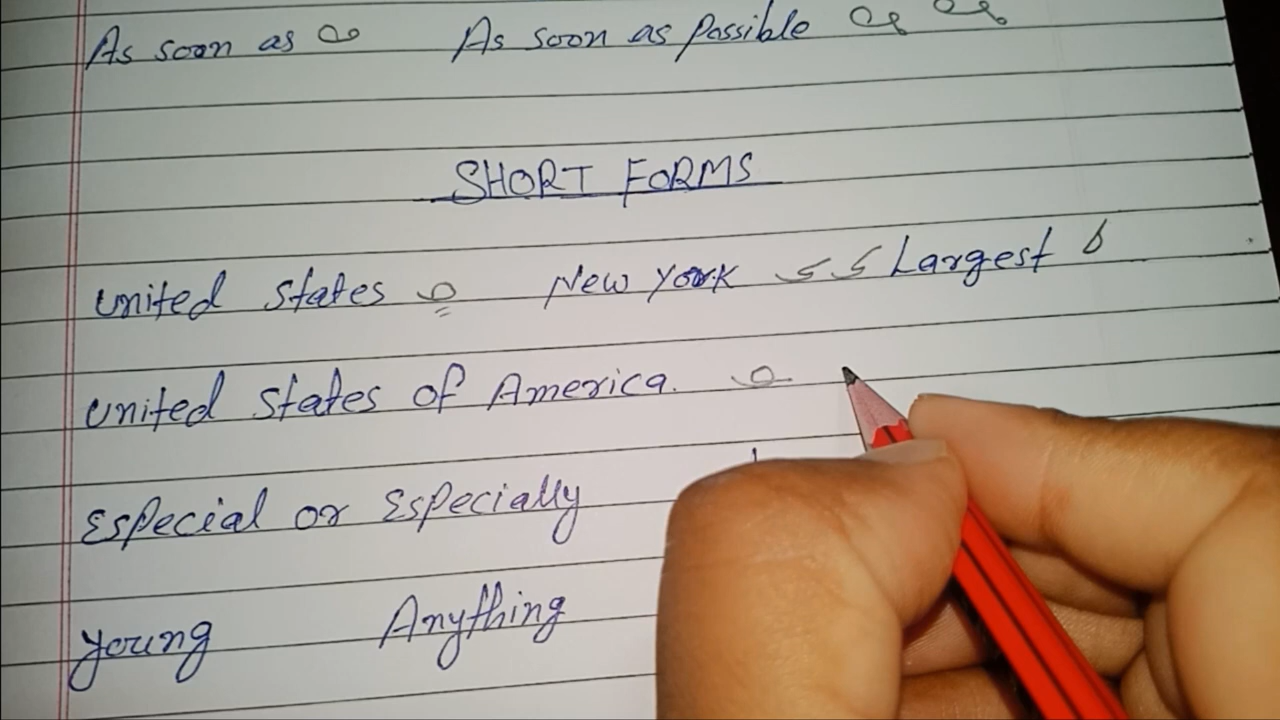 As soon as As soon as possible
SHORT FORMS
United States New York Largest
United States of America.
Especial or Especially
Young Anything